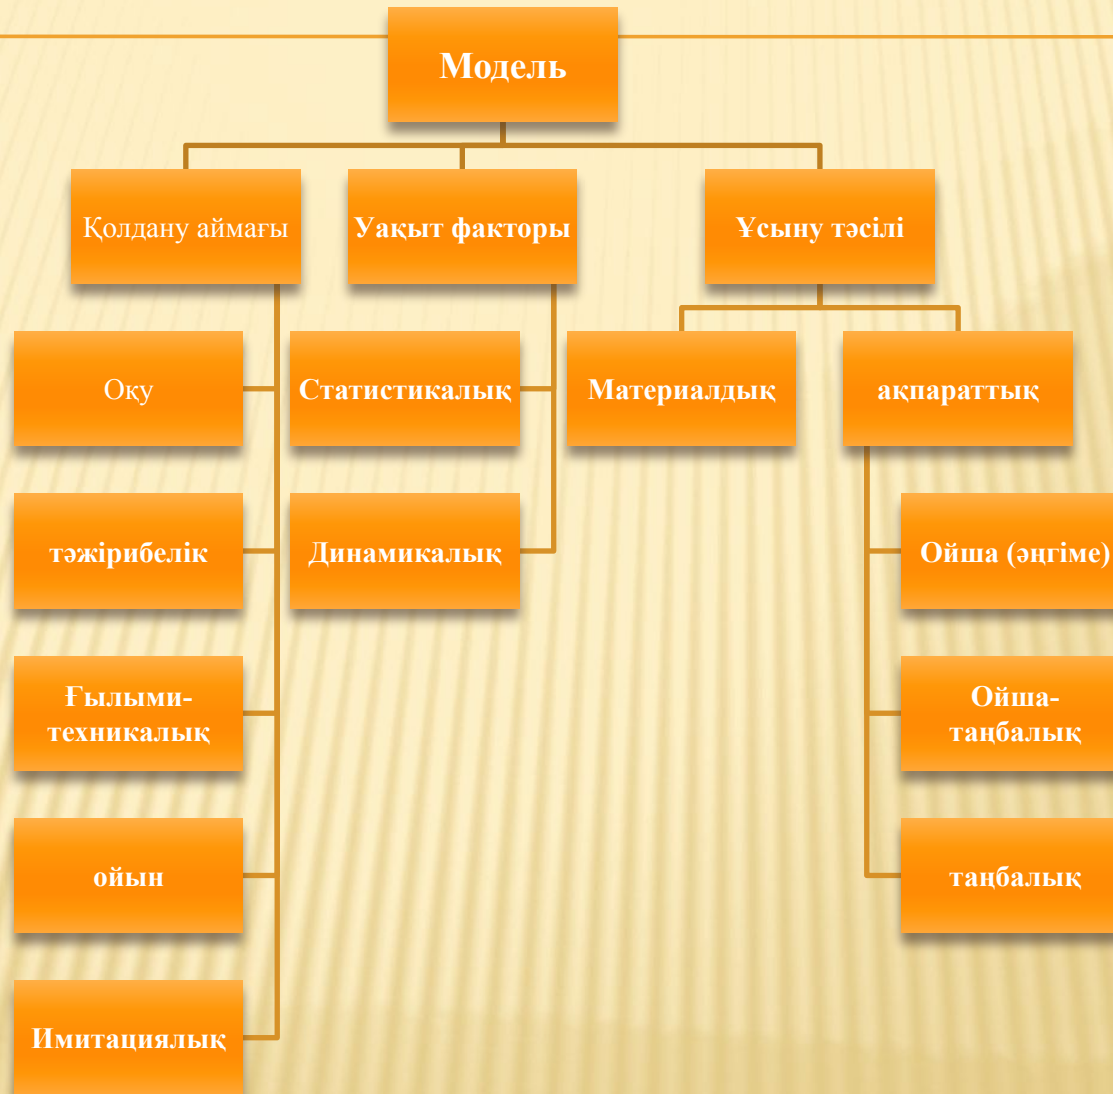 Модель
Қолдану аймағы
Уақыт факторы
Ұсыну тәсілі
Оқу
Статистикалық
Материалдық
ақпараттық
тәжірибелік
Динамикалық
Ойша (әңгіме)
Ғылыми-
техникалық
Ойша-
таңбалық
ойын
таңбалық
Имитациялық